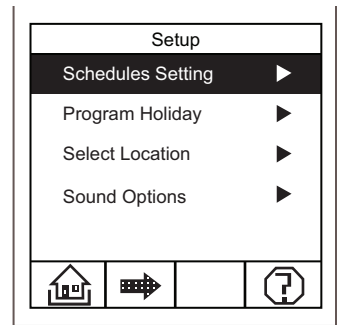 Setup
Schedules Setting
Program Holiday
Select Location
Sound Options
?